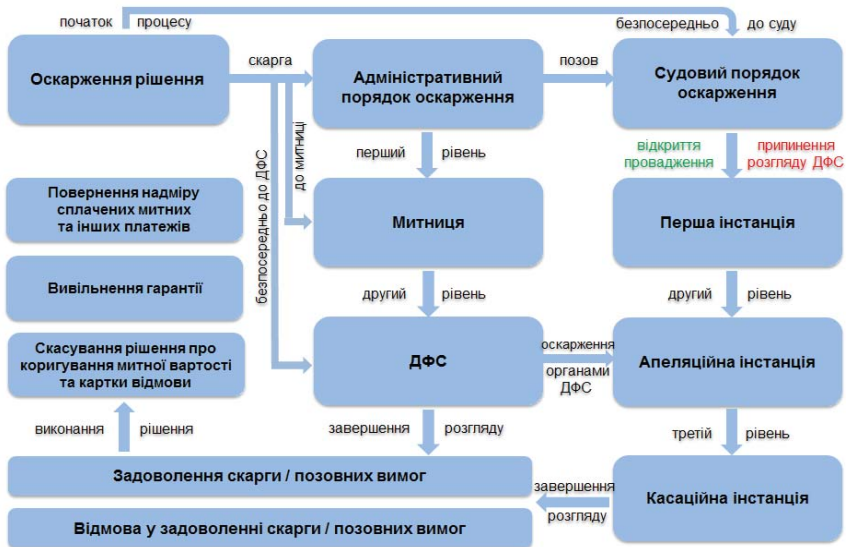 початок процесу
безпосередньо до суду
Оскарження рішення
скарга
Адміністративний
порядок оскарження
позов
Судовий порядок
оскарження
безпосередньо до ДФС
до митниці
перший рівень
відкриття
провадження
припинення
розгляду ДФС
Повернення надміру
сплачених митних
та інших платежів
Митниця
Перша інстанція
Вивільнення гарантії
другий рівень
другий рівень
Скасування рішення про
коригування митної вартості
та картки відмови
ДФС
оскарження
органами
ДФС
Апеляційна інстанція
виконання рішення
завершення розгляду
третій рівень
Задоволення скарги / позовних вимог
завершення
розгляду
Касаційна інстанція
Відмова у задоволенні скарги / позовних вимог